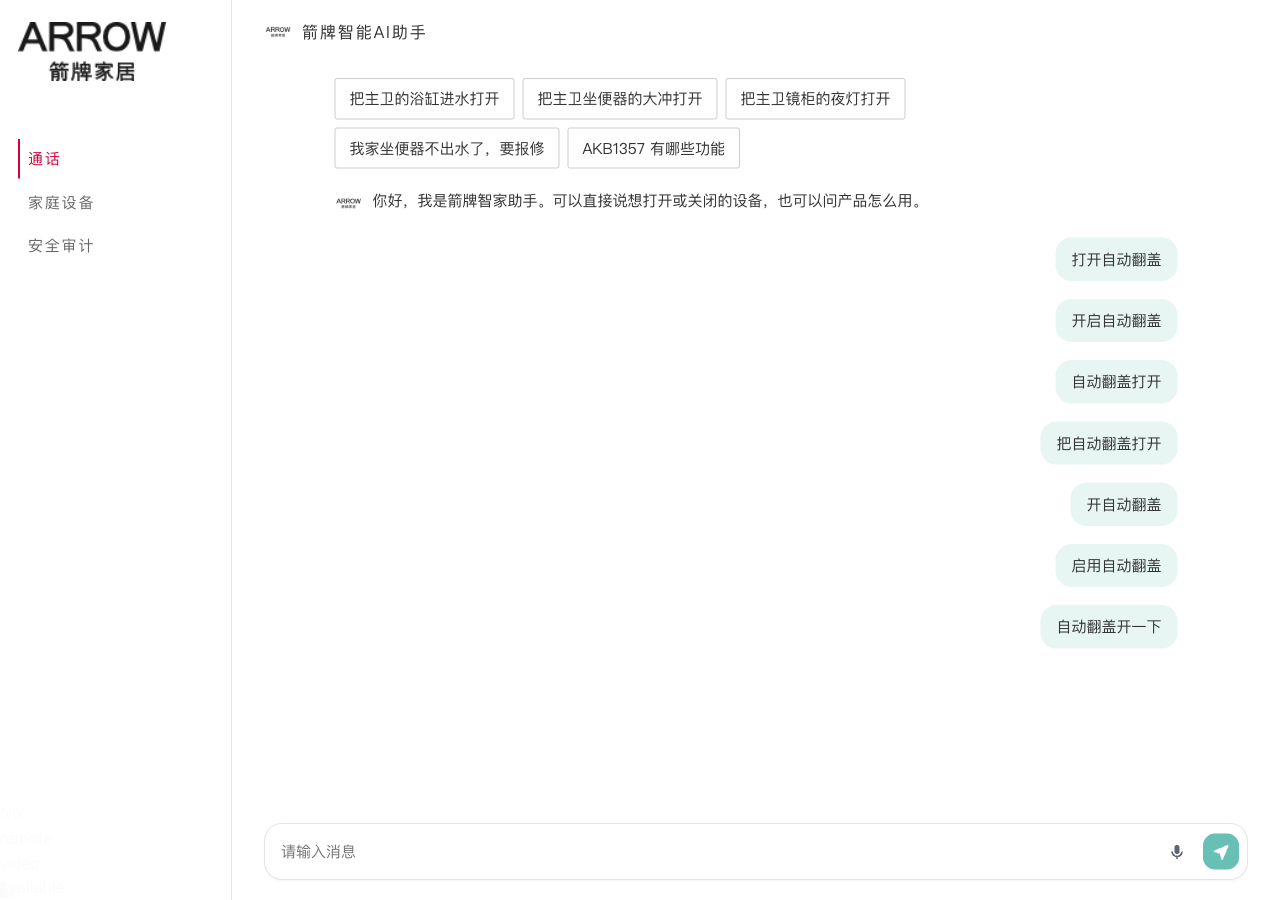 ARROW
箭牌家居
通话
家庭设备
安全审计
ARROW 箭牌智能AI助手
把主卫的浴缸进水打开
把主卫坐便器的大冲打开
把主卫镜柜的夜灯打开
我家坐便器不出水了，要报修
AKB1357 有哪些功能
ARROW 你好，我是箭牌智家助手。可以直接说想打开或关闭的设备，也可以问产品怎么用。
打开自动翻盖
开启自动翻盖
自动翻盖打开
把自动翻盖打开
开自动翻盖
启用自动翻盖
自动翻盖开一下
请输入消息